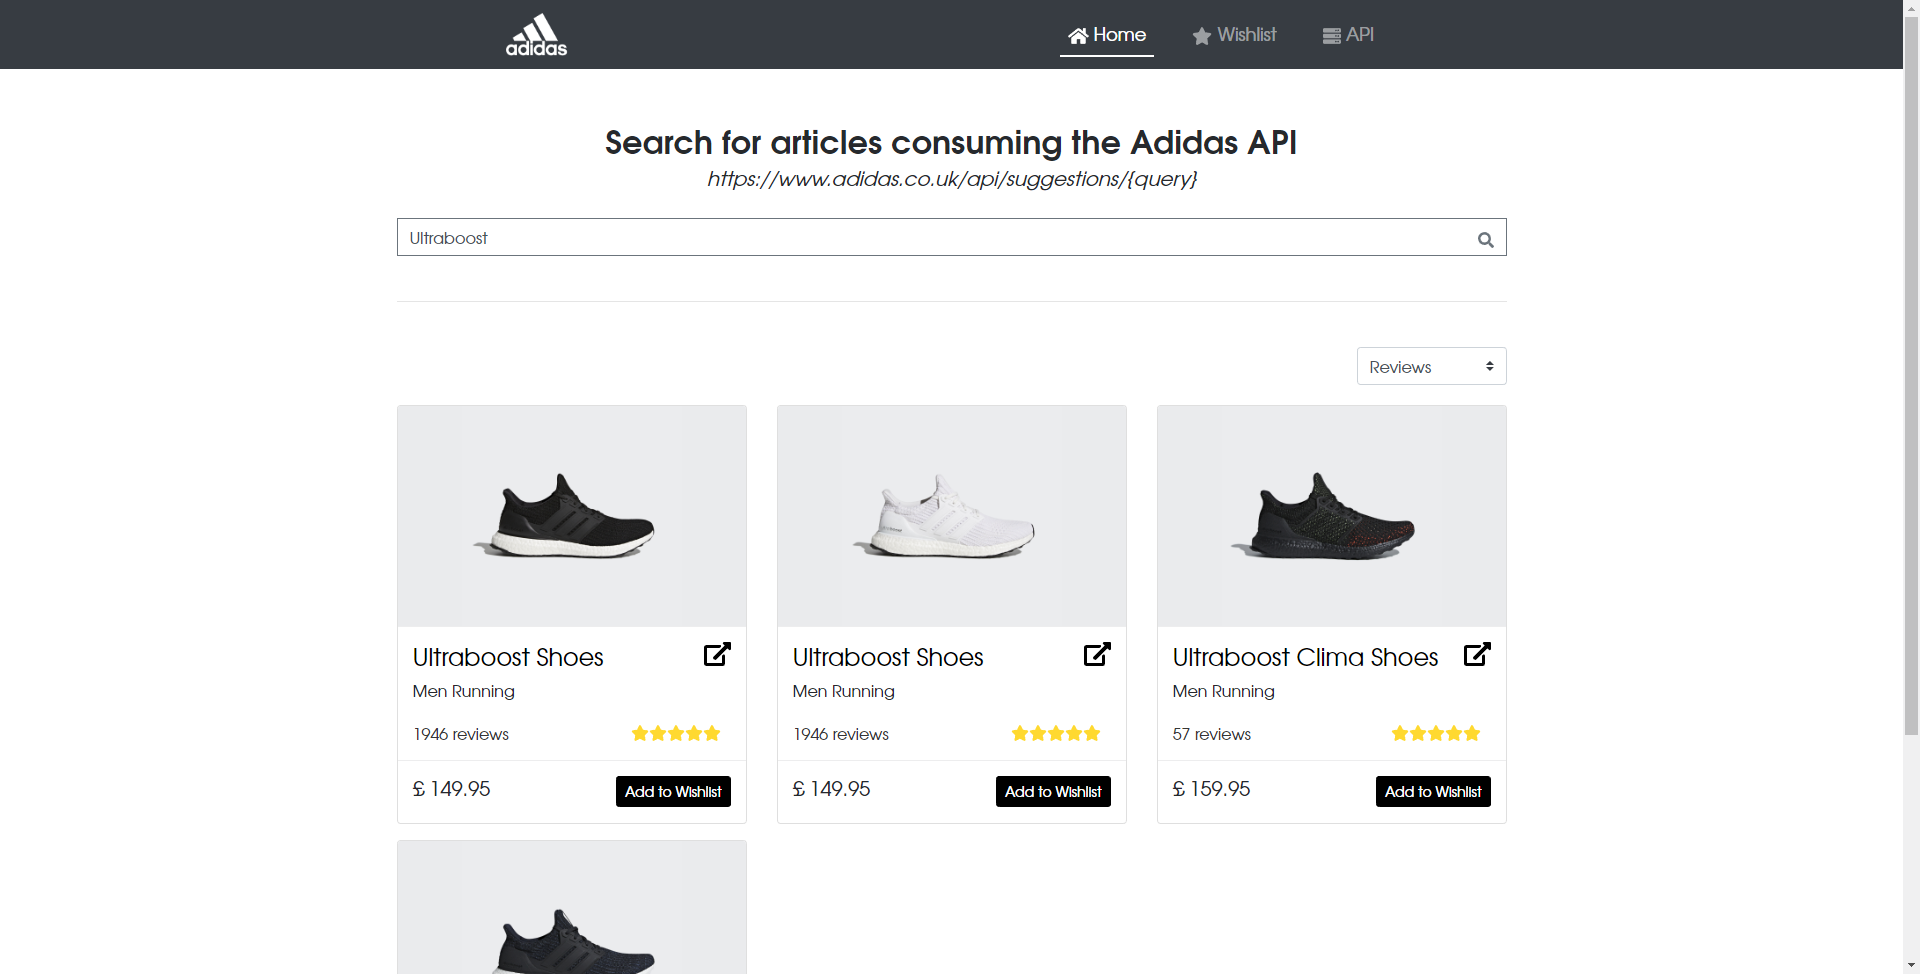 adidas
Home
Wishlist
API
Search for articles consuming the Adidas API
https://www.adidas.co.uk/api/suggestions/{query}
Ultraboost
Reviews
Ultraboost Shoes
Men Running
1946 reviews
£ 149.95
Add to Wishlist
Ultraboost Shoes
Men Running
1946 reviews
£ 149.95
Add to Wishlist
Ultraboost Clima Shoes
Men Running
57 reviews
£ 159.95
Add to Wishlist